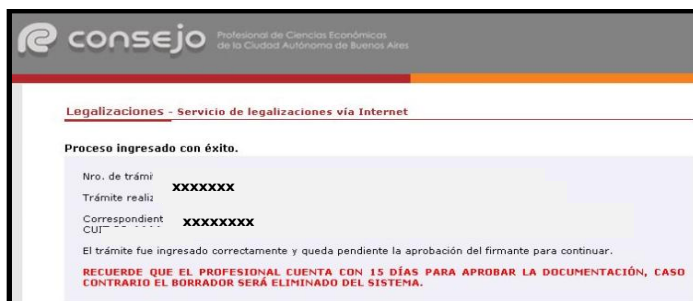 consejo Profesional de Ciencias Económicas
de la Ciudad Autónoma de Buenos Aires
Legalizaciones - Servicio de legalizaciones vía Internet
Proceso ingresado con éxito.
Nro. de trámi
xxxxxxx
Trámite realiz
Correspondient
xxxxxxxx
CUI
El trámite fue ingresado correctamente y queda pendiente la aprobación del firmante para continuar.
RECUERDE QUE EL PROFESIONAL CUENTA CON 15 DÍAS PARA APROBAR LA DOCUMENTACIÓN, CASO
CONTRARIO EL BORRADOR SERÁ ELIMINADO DEL SISTEMA.